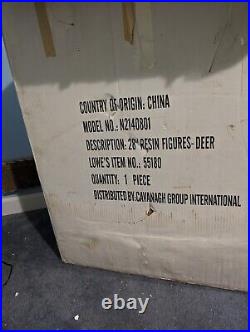 COUNTRY OF ORIGIN: CHINA
MODEL NO.: N2140801
DESCRIPTION: 28" RESIN FIGURES-DEER
LOWE'S ITEM NO.: 55180
QUANTITY: 1 PIECE
DISTRIBUTED BY: CAVANAGH GROUP INTERNATIONAL